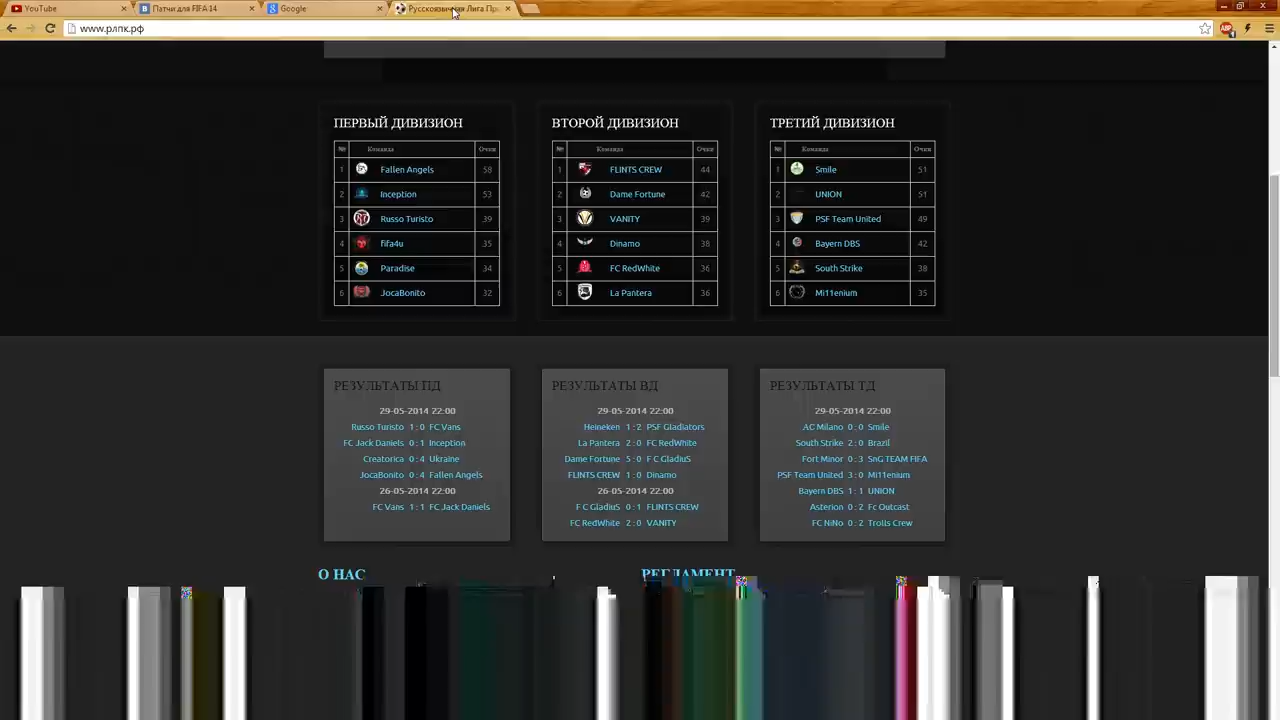 YouTube
Патчи для FIFA 14
Google
Русскоязычная Лига Пр
www.рлпк.рф
ПЕРВЫЙ ДИВИЗИОН
№ Команда Очки
1 Fallen Angels 58
2 Inception 53
3 Russo Turisto 39
4 fifa4u 35
5 Paradise 34
6 JocaBonito 32
ВТОРОЙ ДИВИЗИОН
№ Команда Очки
1 FLINTS CREW 44
2 Dame Fortune 42
3 VANITY 39
4 Dinamo 38
5 FC RedWhite 36
6 La Pantera 36
ТРЕТИЙ ДИВИЗИОН
№ Команда Очки
1 Smile 51
2 UNION 51
3 PSF Team United 49
4 Bayern DBS 42
5 South Strike 38
6 Mi11enium 35
РЕЗУЛЬТАТЫ ПД
29-05-2014 22:00
Russo Turisto 1 : 0 FC Vans
FC Jack Daniels 0 : 1 Inception
Creatorica 0 : 4 Ukraine
JocaBonito 0 : 4 Fallen Angels
26-05-2014 22:00
FC Vans 1 : 1 FC Jack Daniels
РЕЗУЛЬТАТЫ ВД
29-05-2014 22:00
Heineken 1 : 2 PSF Gladiators
La Pantera 2 : 0 FC RedWhite
Dame Fortune 5 : 0 F C GladiuS
FLINTS CREW 1 : 0 Dinamo
26-05-2014 22:00
F C GladiuS 0 : 1 FLINTS CREW
FC RedWhite 2 : 0 VANITY
РЕЗУЛЬТАТЫ ТД
29-05-2014 22:00
AC Milano 0 : 0 Smile
South Strike 2 : 0 Brazil
Fort Minor 0 : 3 SnG TEAM FIFA
PSF Team United 3 : 0 Mi11enium
Bayern DBS 1 : 1 UNION
Asterion 0 : 2 Fc Outcast
FC NiNo 0 : 2 Trolls Crew
О НАС
РЕГЛАМЕНТ